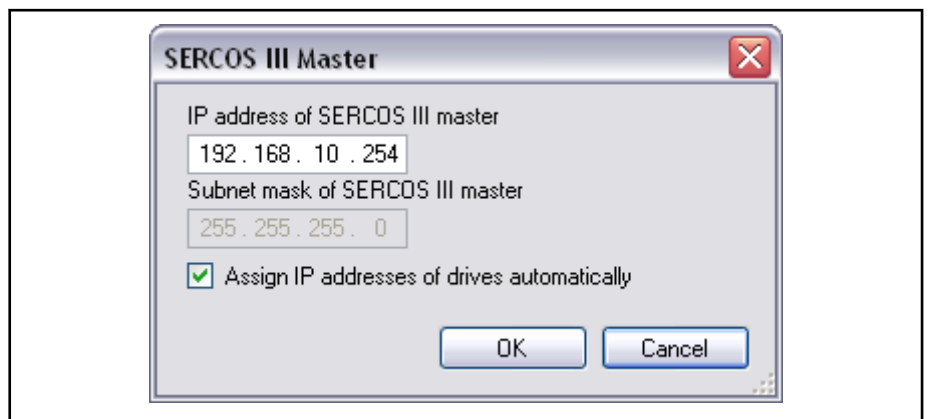 SERCOS III Master
IP address of SERCOS III master
192 . 168 . 10 . 254
Subnet mask of SERCOS III master
255 . 255 . 255 . 0
Assign IP addresses of drives automatically
OK Cancel